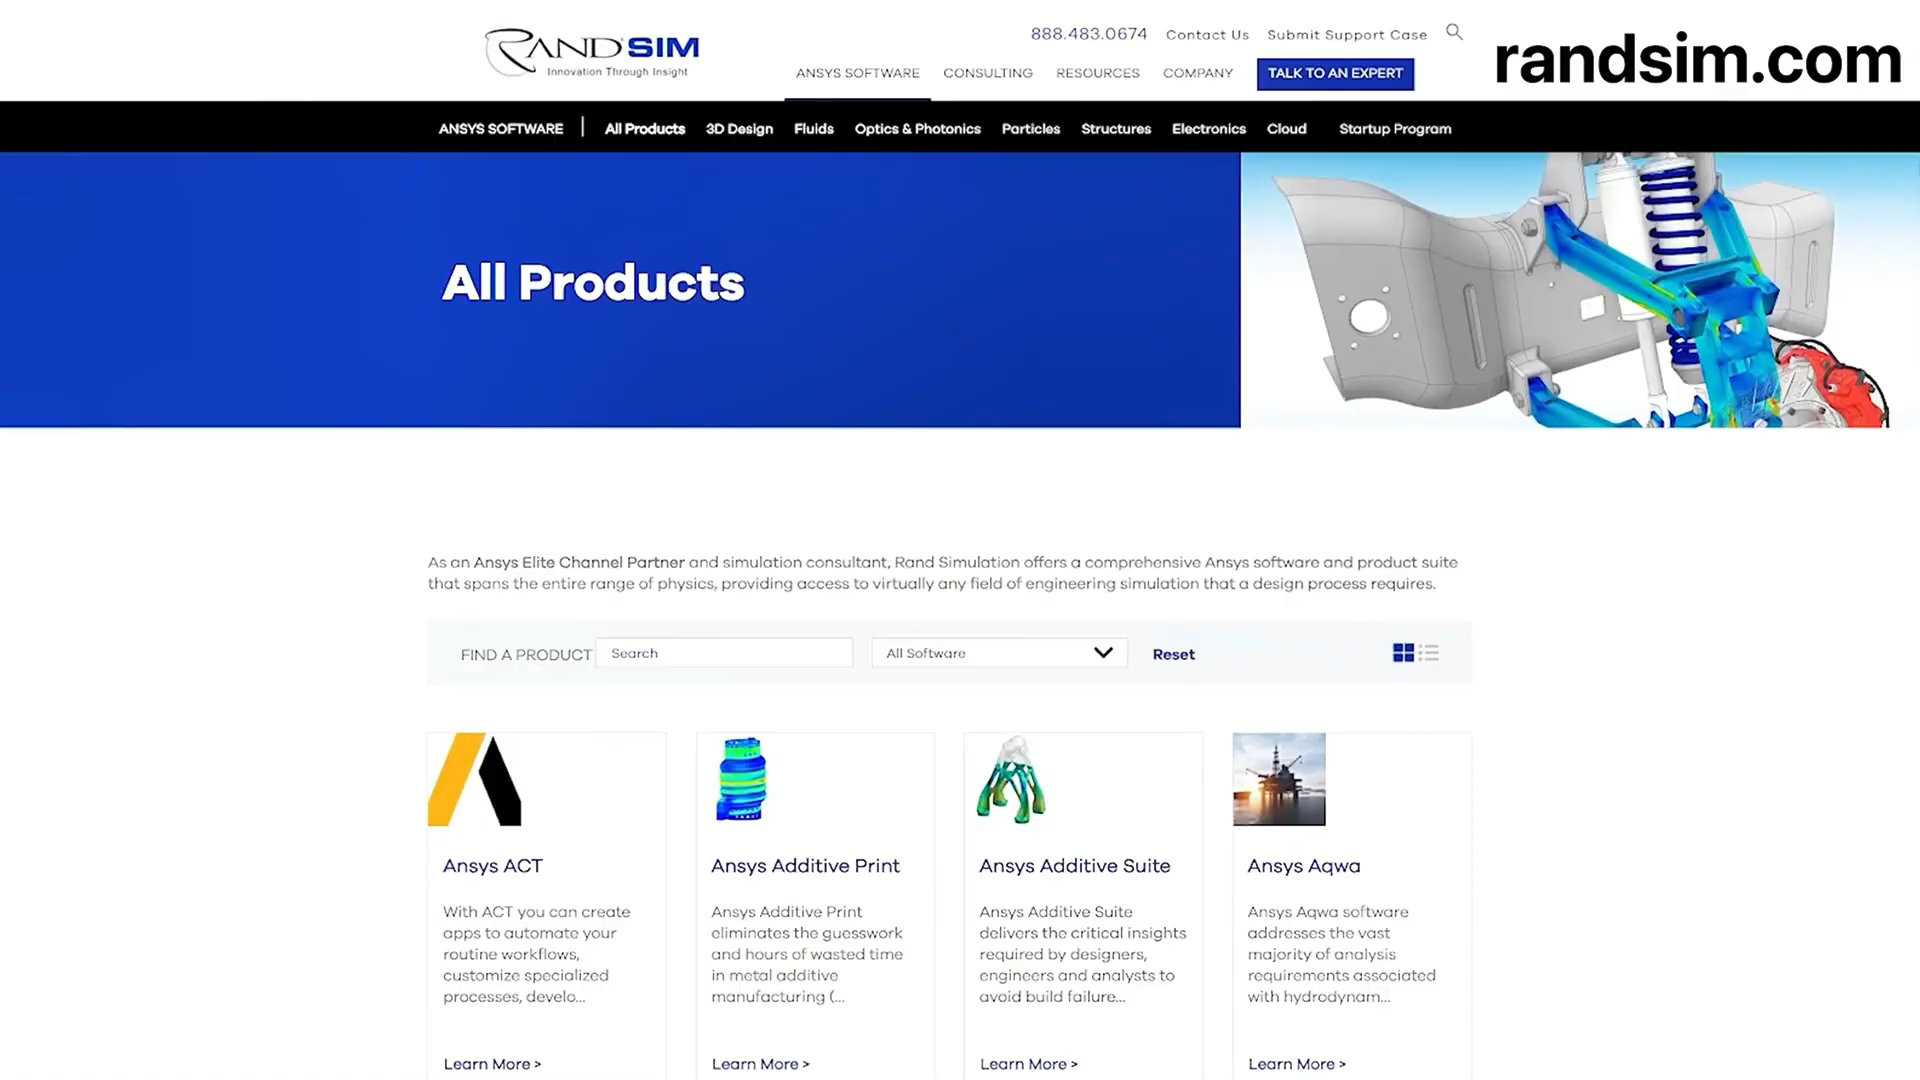 RAND SIM
Innovation Through Insight
888.483.0674 Contact Us Submit Support Case
ANSYS SOFTWARE CONSULTING RESOURCES COMPANY TALK TO AN EXPERT
randsim.com
ANSYS SOFTWARE | All Products 3D Design Fluids Optics & Photonics Particles Structures Electronics Cloud Startup Program
All Products
As an Ansys Elite Channel Partner and simulation consultant, Rand Simulation offers a comprehensive Ansys software and product suite
that spans the entire range of physics, providing access to virtually any field of engineering simulation that a design process requires.
FIND A PRODUCT Search All Software Reset
Ansys ACT
With ACT you can create
apps to automate your
routine workflows,
customize specialized
processes, develo...
Learn More >
Ansys Additive Print
Ansys Additive Print
eliminates the guesswork
and hours of wasted time
in metal additive
manufacturing (...
Learn More >
Ansys Additive Suite
Ansys Additive Suite
delivers the critical insights
required by designers,
engineers and analysts to
avoid build failure...
Learn More >
Ansys Aqwa
Ansys Aqwa software
addresses the vast
majority of analysis
requirements associated
with hydrodynam...
Learn More >